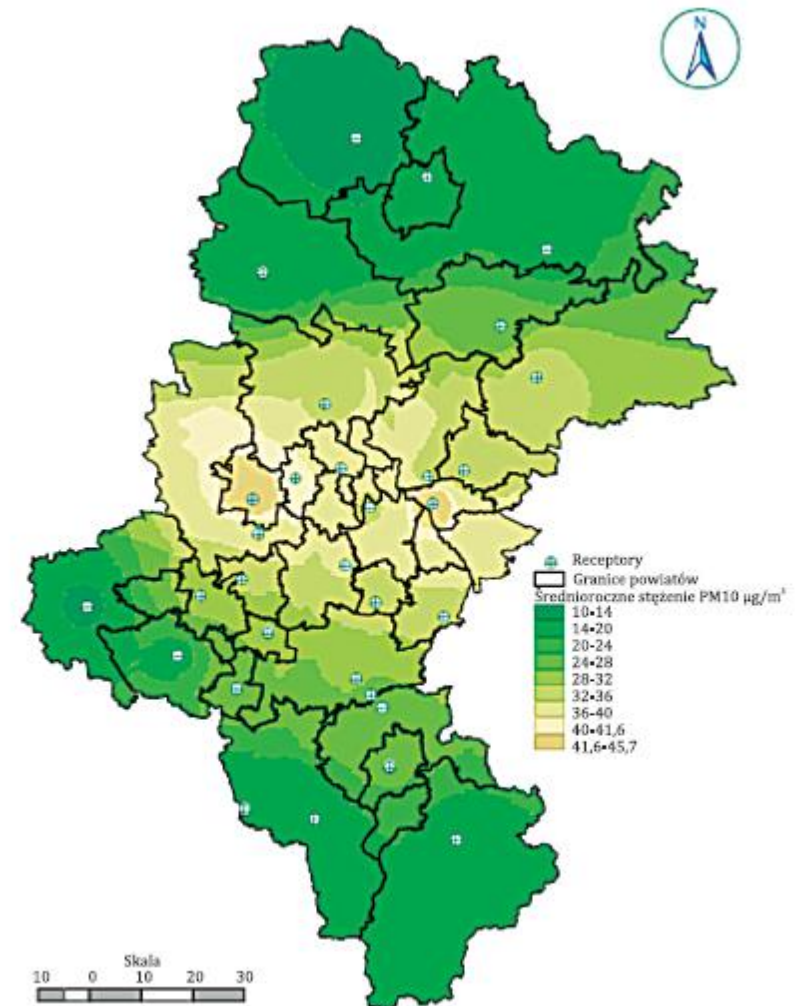 N
Receptory
Granice powiatów
Średnioroczne stężenie PM10 µg/m³
10•14
14•20
20-24
24•28
28-32
32•36
36-40
40•41,6
41,6•45,7
Skala
10 0 10 20 30